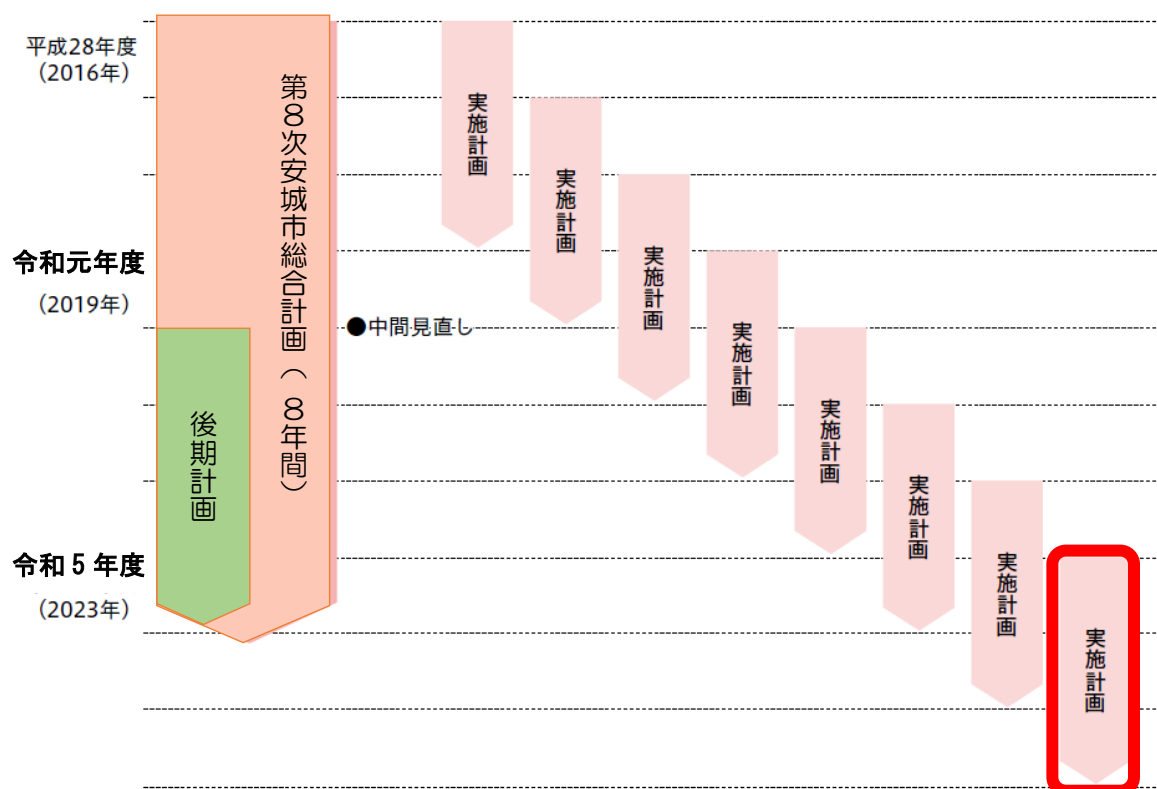 平成28年度
（2016年）
令和元年度
（2019年）
令和５年度
（2023年）
第８次安城市総合計画（８年間）
後期計画
●中間見直し
実施計画
実施計画
実施計画
実施計画
実施計画
実施計画
実施計画
実施計画